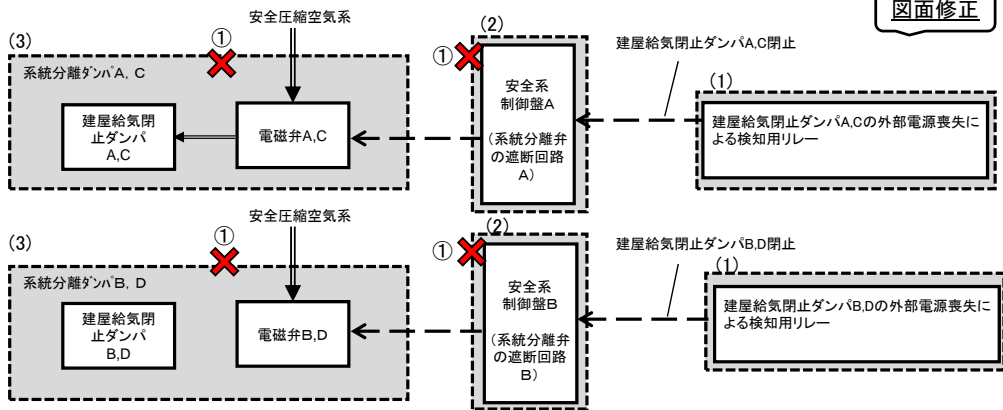 図面修正
安全圧縮空気系
(3)
①
系統分離ダンパA, C
建屋給気閉
止ダンパ
A,C
電磁弁A,C
(2)
①
安全系
制御盤A
(系統分離弁
の遮断回路
A)
建屋給気閉止ダンパA,C閉止
(1)
建屋給気閉止ダンパA,Cの外部電源喪失に
よる検知用リレー
安全圧縮空気系
(3)
①
系統分離ダンパB, D
建屋給気閉
止ダンパ
B,D
電磁弁B,D
(2)
①
安全系
制御盤B
(系統分離弁
の遮断回路
B)
建屋給気閉止ダンパB,D閉止
(1)
建屋給気閉止ダンパB,Dの外部電源喪失に
よる検知用リレー